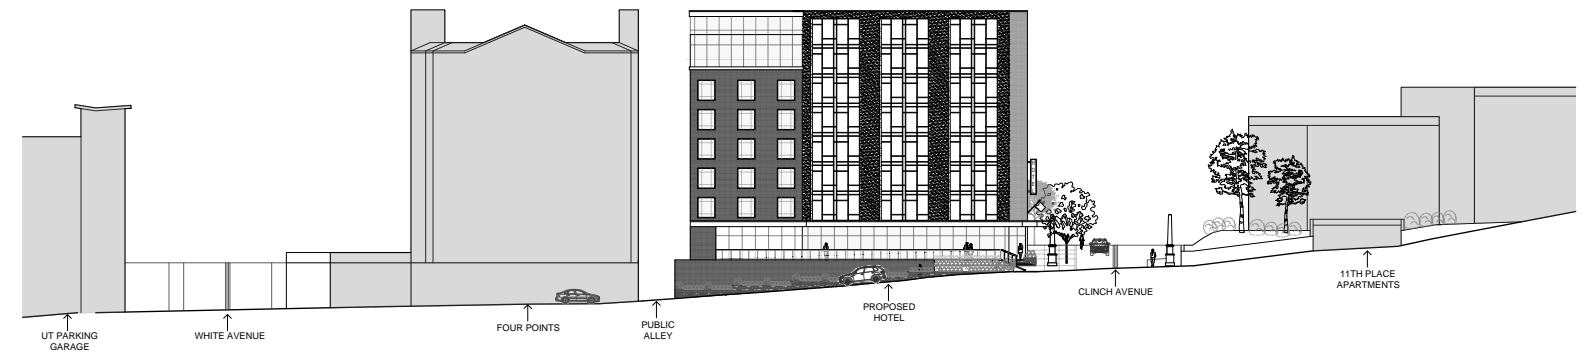 UT PARKING
GARAGE
WHITE AVENUE
FOUR POINTS
PUBLIC
ALLEY
PROPOSED
HOTEL
CLINCH AVENUE
11TH PLACE
APARTMENTS